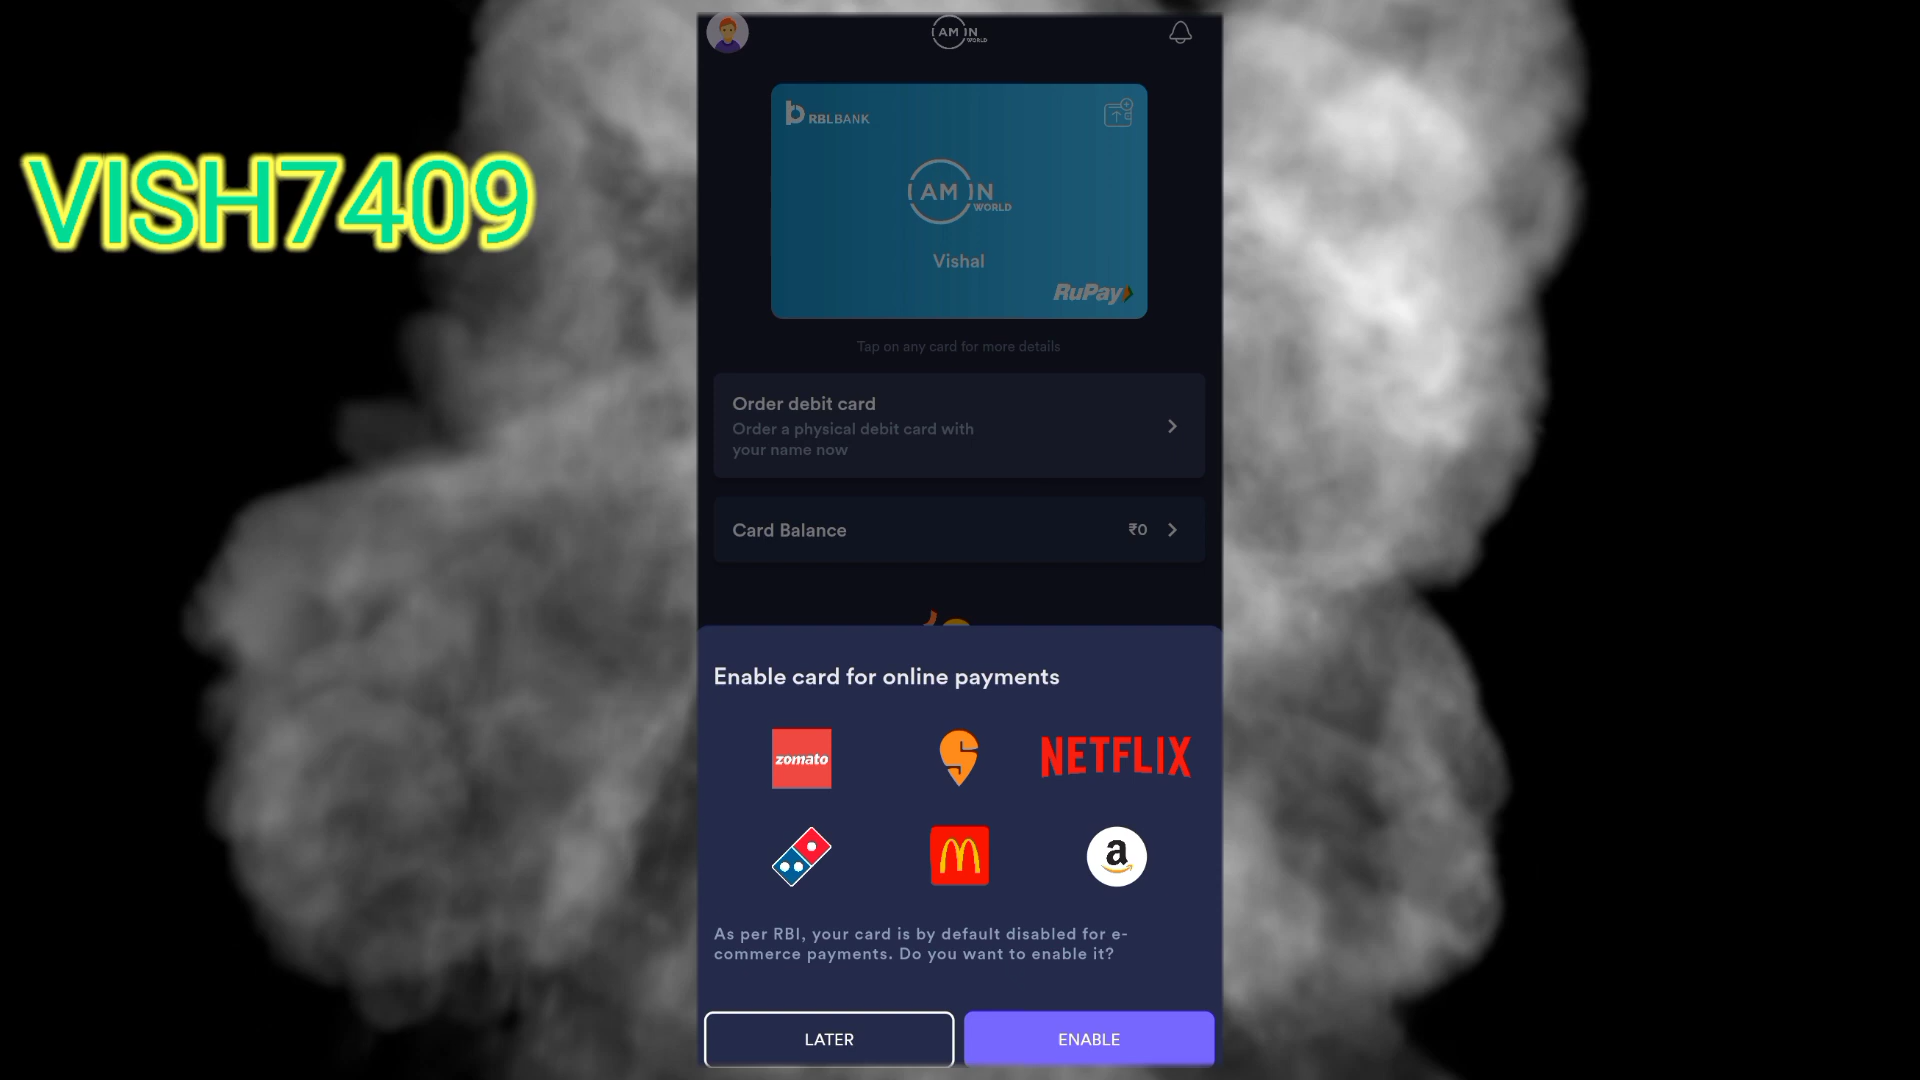 VISH7409
AM IN
WORLD
RBLBANK
AM IN
WORLD
Vishal
RuPay
Tap on any card for more details
Order debit card
Order a physical debit card with
your name now
Card Balance
₹0
Enable card for online payments
zomato
NETFLIX
a
As per RBI, your card is by default disabled for e-
commerce payments. Do you want to enable it?
LATER
ENABLE